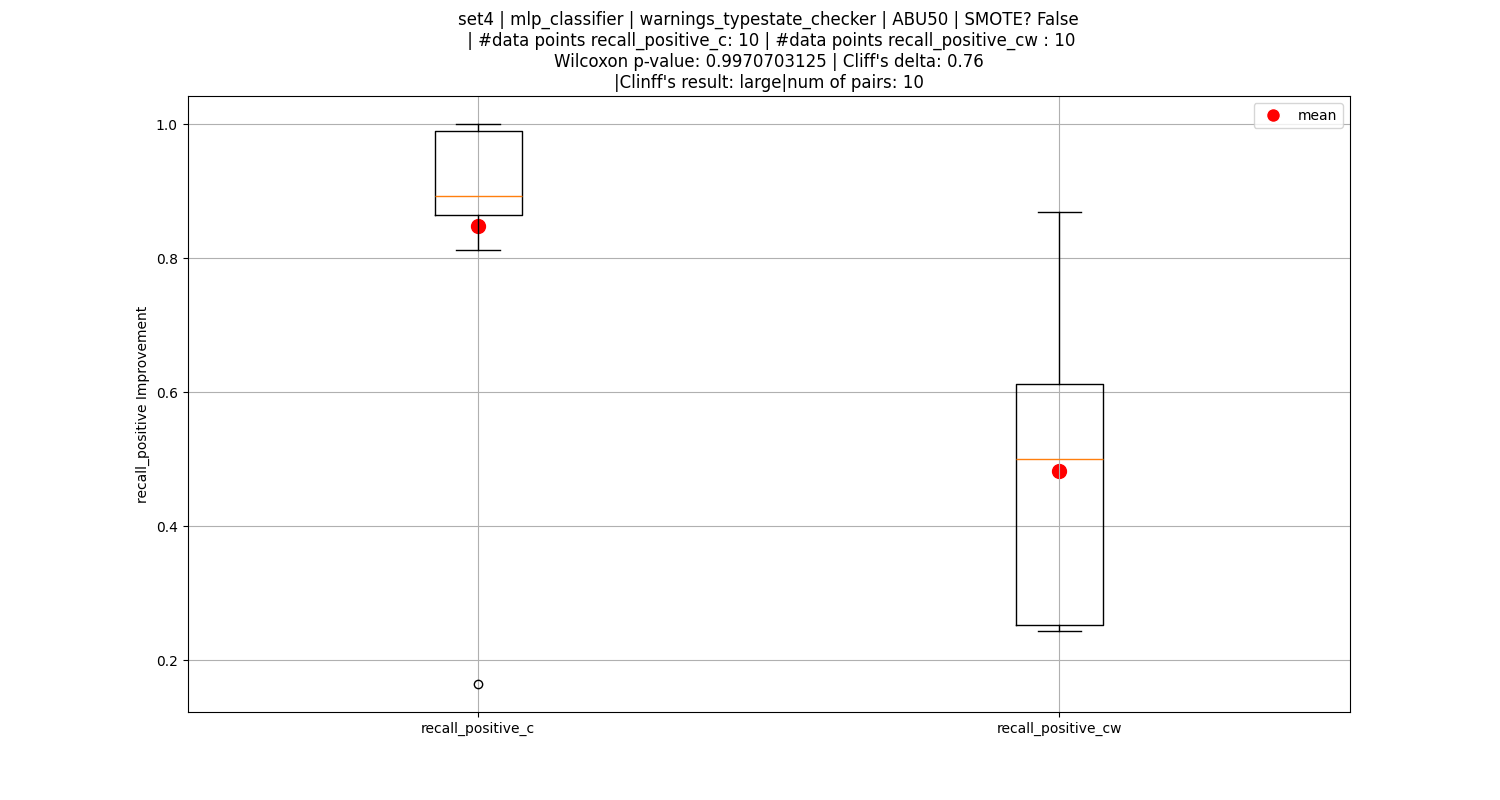 set4 | mlp_classifier | warnings_typestate_checker | ABU50 | SMOTE? False
| #data points recall_positive_c: 10 | #data points recall_positive_cw : 10
Wilcoxon p-value: 0.9970703125 | Cliff's delta: 0.76
|Clinff's result: large|num of pairs: 10
mean
1.0
0.8
0.6
0.4
0.2
recall_positive Improvement
recall_positive_c
recall_positive_cw